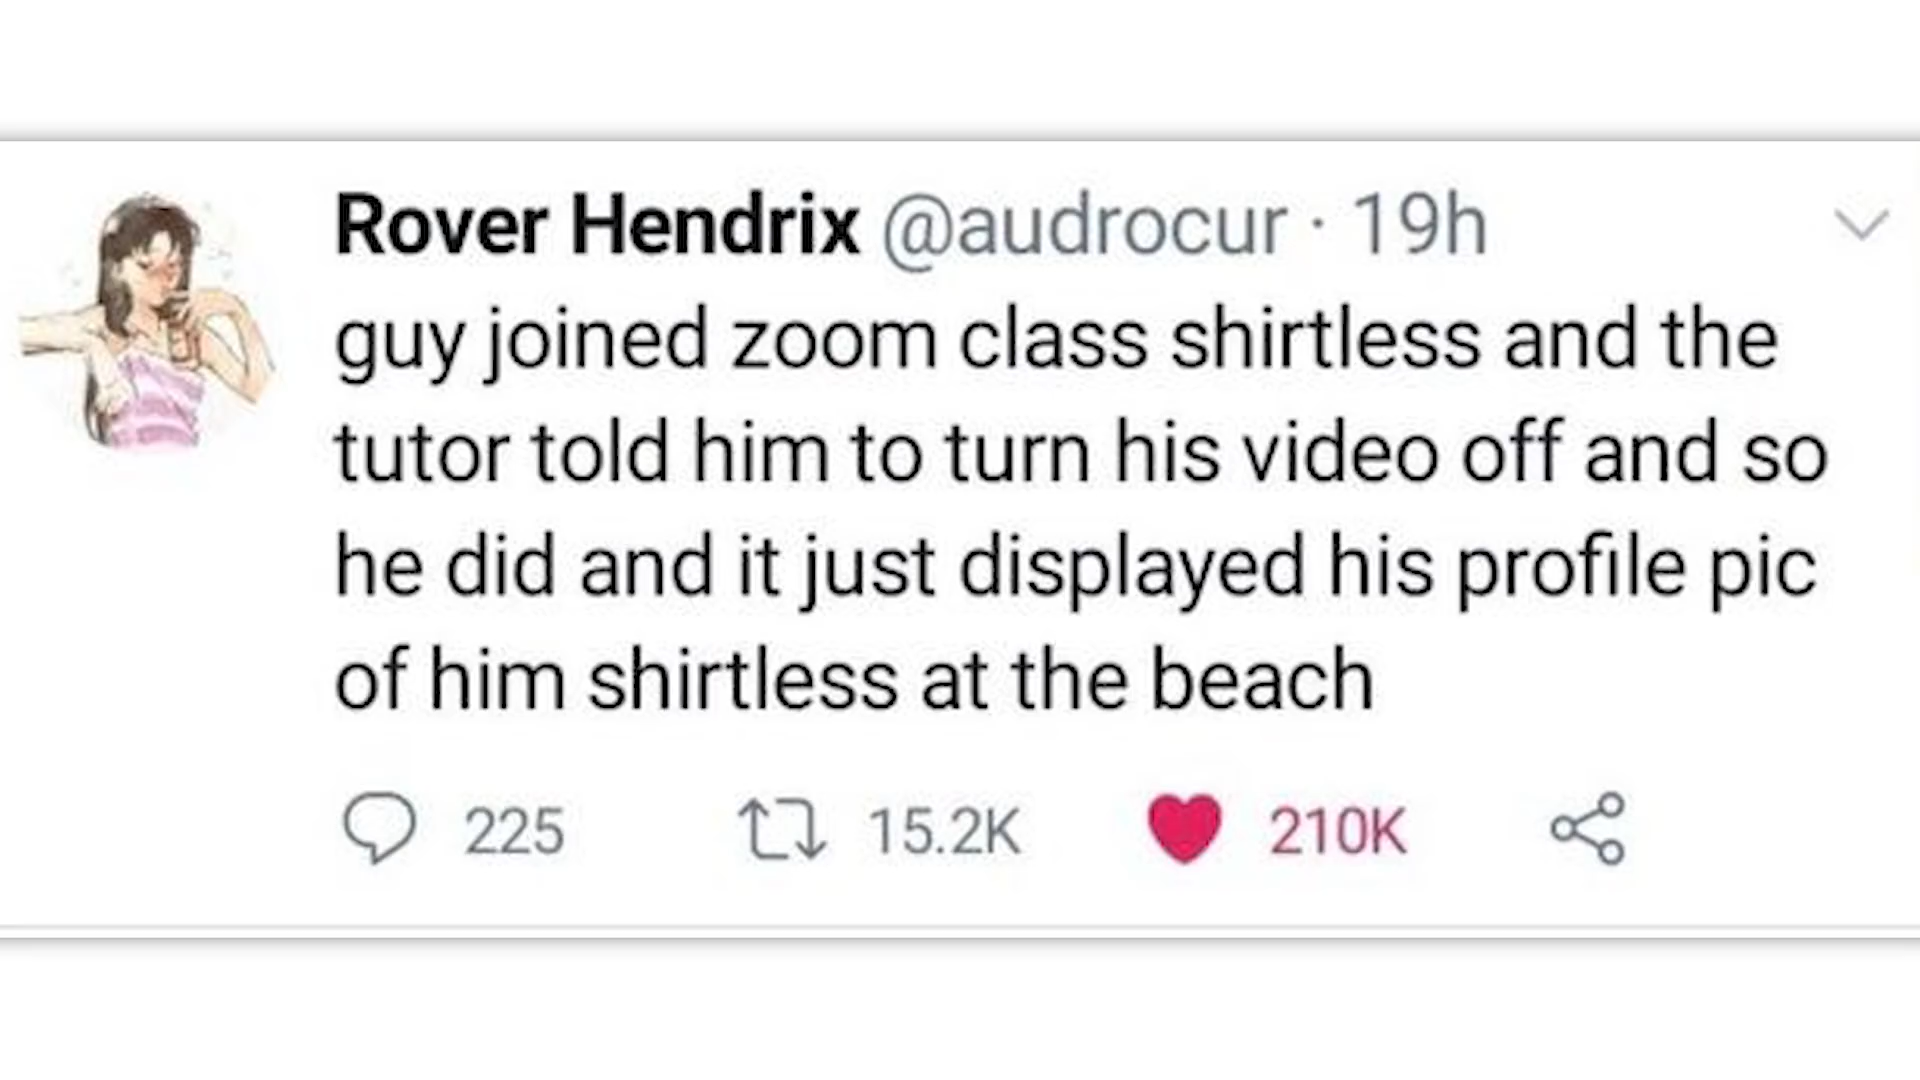 Rover Hendrix @audrocur · 19h
guy joined zoom class shirtless and the
tutor told him to turn his video off and so
he did and it just displayed his profile pic
of him shirtless at the beach
225 15.2K 210K